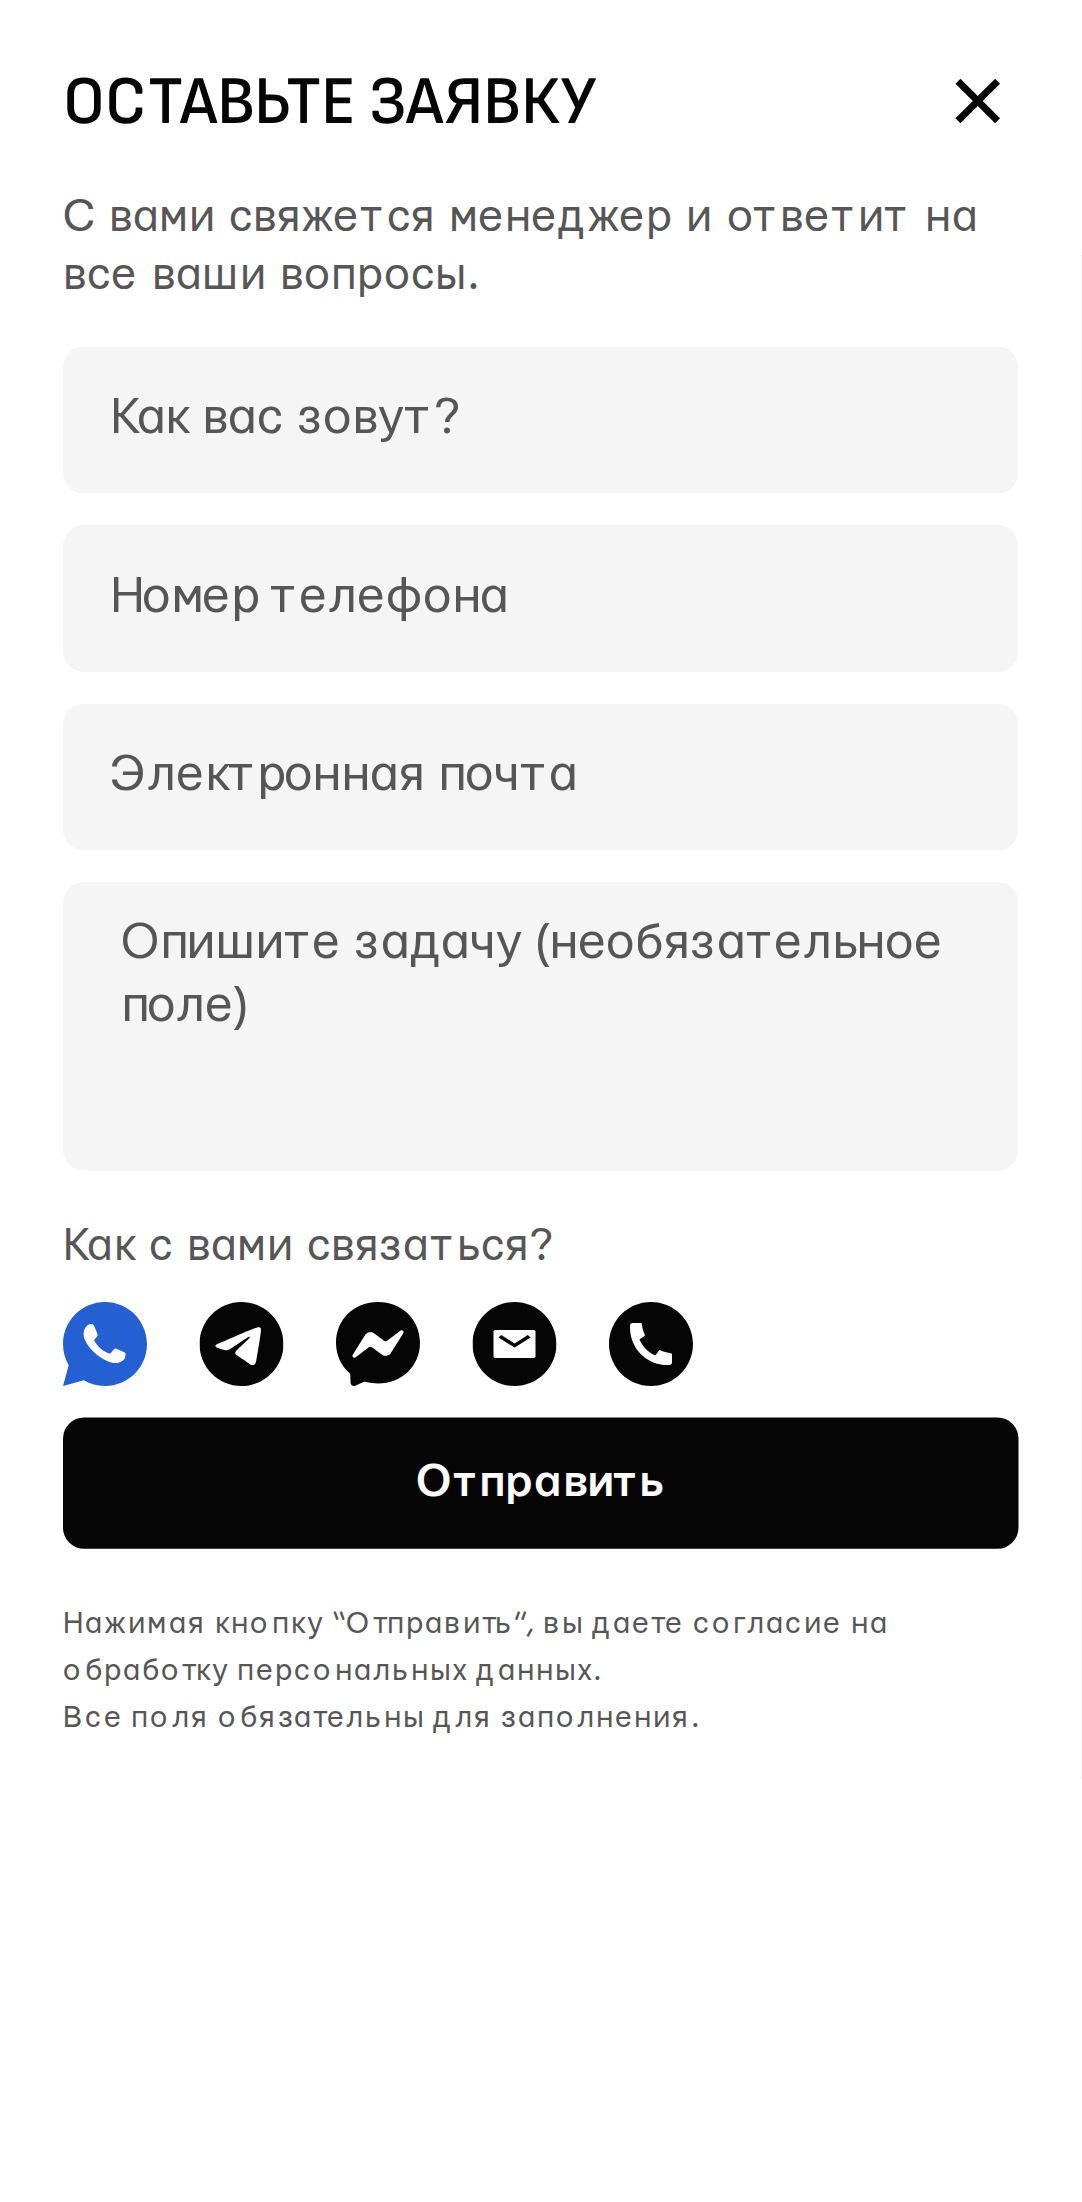 ОСТАВЬТЕ ЗАЯВКУ
С вами свяжется менеджер и ответит на
все ваши вопросы.
Как вас зовут?
Номер телефона
Электронная почта
Опишите задачу (необязательное
поле)
Как с вами связаться?
Отправить
Нажимая кнопку “Отправить”, вы даете согласие на
обработку персональных данных.
Все поля обязательны для заполнения.